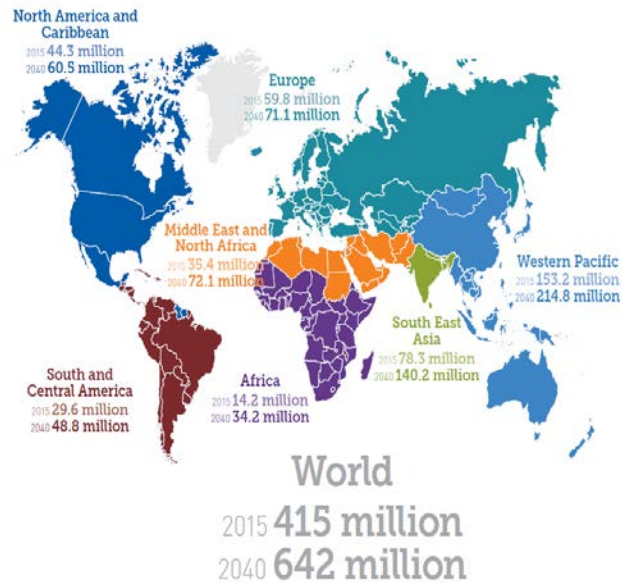 North America and
Caribbean
2015 44.3 million
2040 60.5 million
Europe
2015 59.8 million
2040 71.1 million
Middle East and
North Africa
2015 35.4 million
2040 72.1 million
Western Pacific
2015 153.2 million
2040 214.8 million
South East
Asia
2015 78.3 million
2040 140.2 million
South and
Central America
2015 29.6 million
2040 48.8 million
Africa
2015 14.2 million
2040 34.2 million
World
2015 415 million
2040 642 million